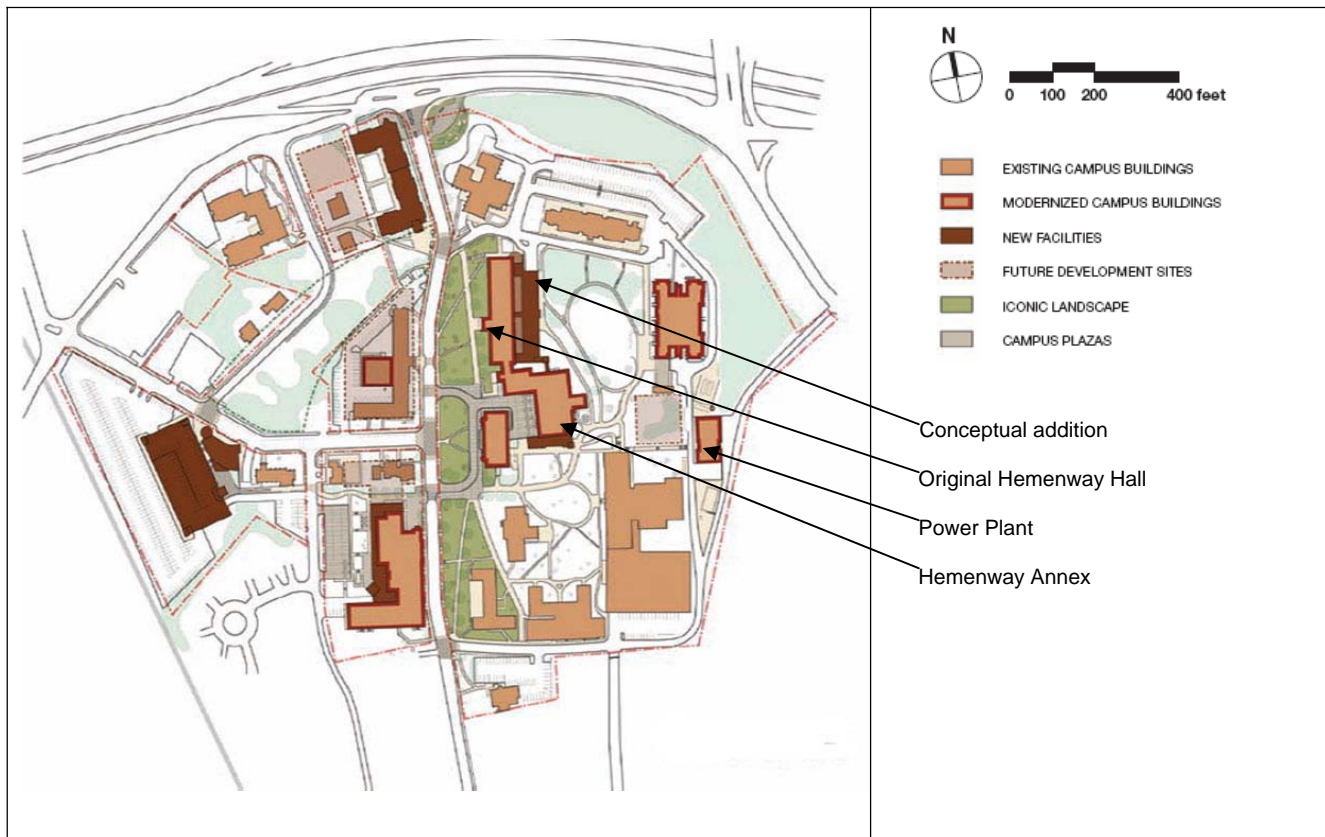 N
0 100 200 400 feet
EXISTING CAMPUS BUILDINGS
MODERNIZED CAMPUS BUILDINGS
NEW FACILITIES
FUTURE DEVELOPMENT SITES
ICONIC LANDSCAPE
CAMPUS PLAZAS
Conceptual addition
Original Hemenway Hall
Power Plant
Hemenway Annex